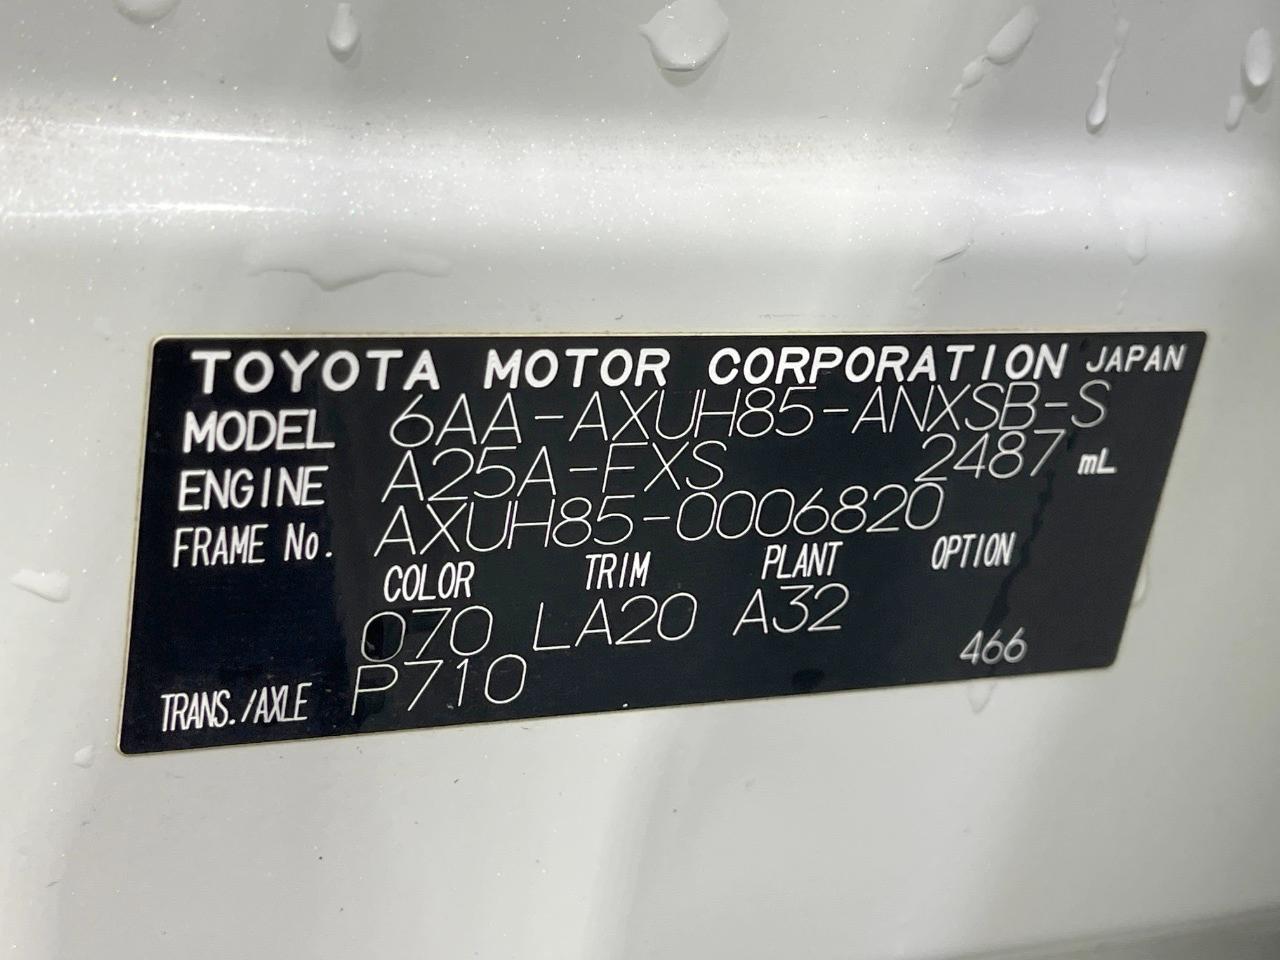 TOYOTA MOTOR CORPORATION JAPAN
MODEL 6AA-AXUH85-ANXSB-S
ENGINE A25A-FXS 2487 mL
FRAME No. AXUH85-0006820
COLOR TRIM PLANT OPTION
070 LA20 A32
TRANS./AXLE P710 466